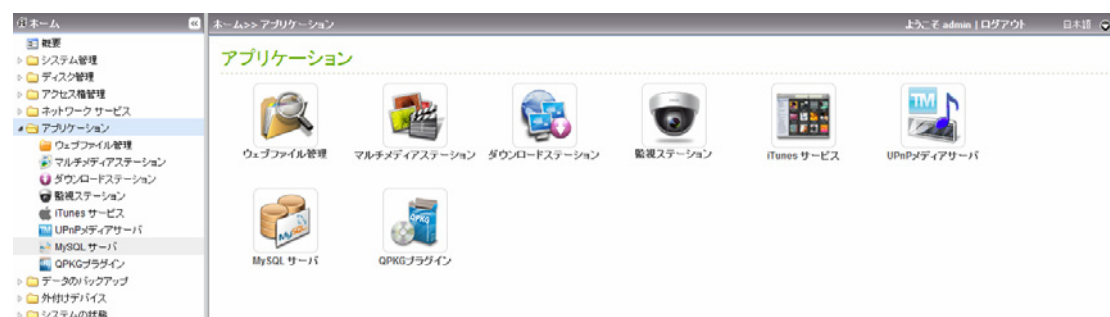 ホーム
ホーム>> アプリケーション
ようこそ admin | ログアウト
日本語
概要
システム管理
ディスク管理
アクセス権管理
ネットワーク サービス
アプリケーション
ウェブファイル管理
マルチメディアステーション
ダウンロードステーション
監視ステーション
iTunes サービス
UPnPメディアサーバ
MySQL サーバ
QPKGプラグイン
データのバックアップ
外付けデバイス
システムの状態
アプリケーション
TM
ウェブファイル管理
マルチメディアステーション
ダウンロードステーション
監視ステーション
iTunes サービス
UPnPメディアサーバ
MySQL
QPKG
MySQL サーバ
QPKGプラグイン